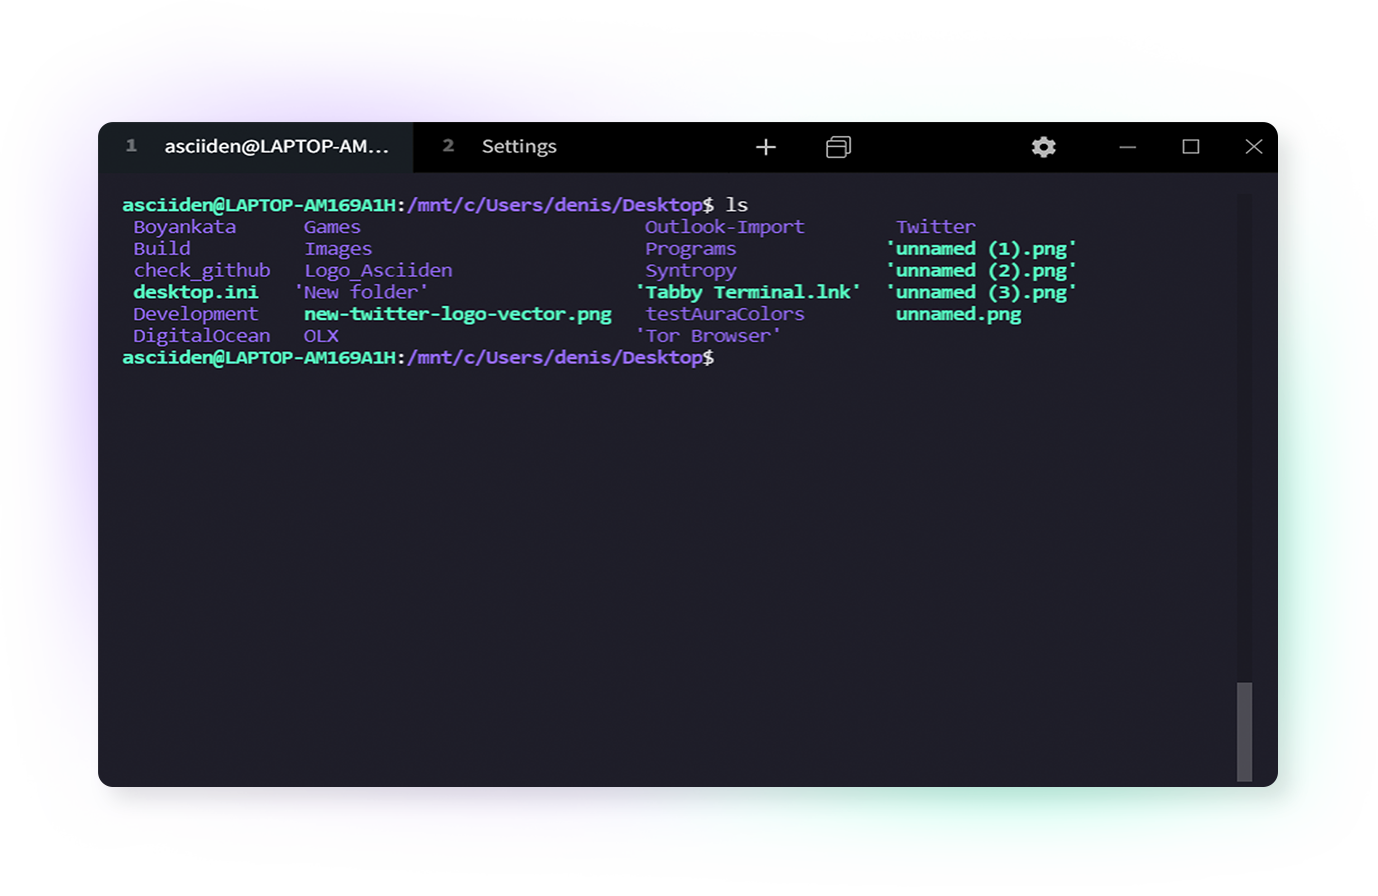 1 asciiden@LAPTOP-AM... 2 Settings
asciiden@LAPTOP-AM169A1H:/mnt/c/Users/denis/Desktop$ ls
Boyankata Games Outlook-Import Twitter
Build Images Programs 'unnamed (1).png'
check_github Logo_Asciiden Syntropy 'unnamed (2).png'
desktop.ini 'New folder' 'Tabby Terminal.lnk' 'unnamed (3).png'
Development new-twitter-logo-vector.png testAuraColors unnamed.png
DigitalOcean OLX 'Tor Browser'
asciiden@LAPTOP-AM169A1H:/mnt/c/Users/denis/Desktop$